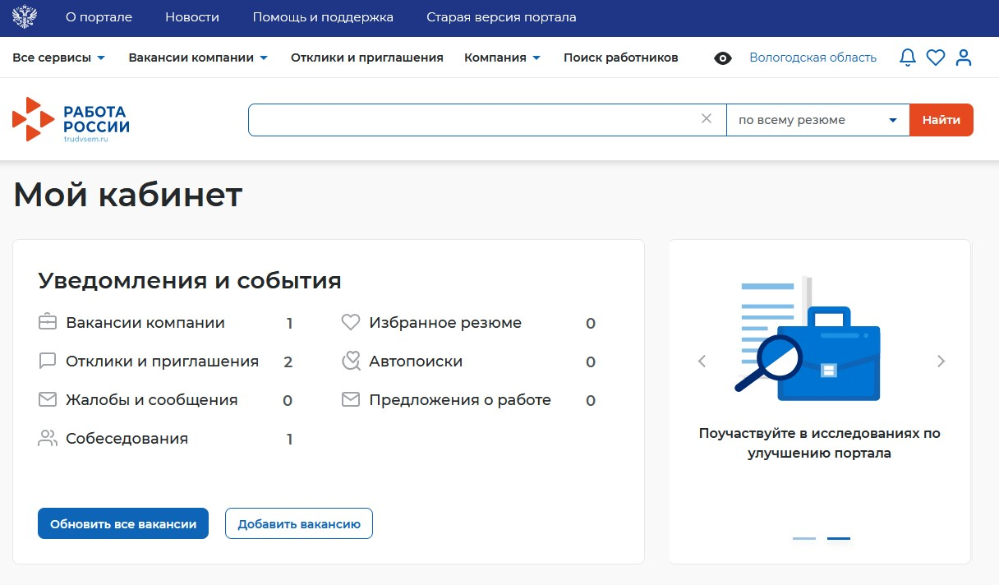 О портале Новости Помощь и поддержка Старая версия портала
Все сервисы Вакансии компании Отклики и приглашения Компания Поиск работников Вологодская область
РАБОТА
РОССИИ
trudvsem.ru
по всему резюме Найти
Мой кабинет
Уведомления и события
Вакансии компании 1 Избранное резюме 0
Отклики и приглашения 2 Автопоиски 0
Жалобы и сообщения 0 Предложения о работе 0
Собеседования 1
Обновить все вакансии Добавить вакансию
Поучаствуйте в исследованиях по
улучшению портала